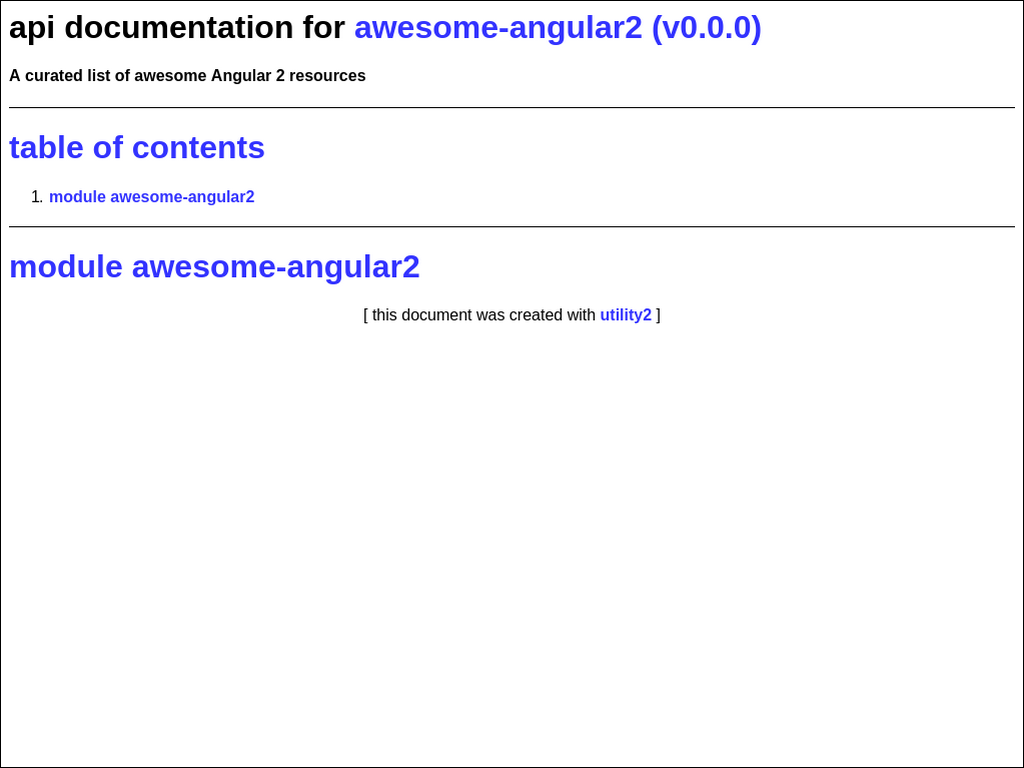 api documentation for awesome-angular2 (v0.0.0)
A curated list of awesome Angular 2 resources
table of contents
1. module awesome-angular2
module awesome-angular2
[ this document was created with utility2 ]